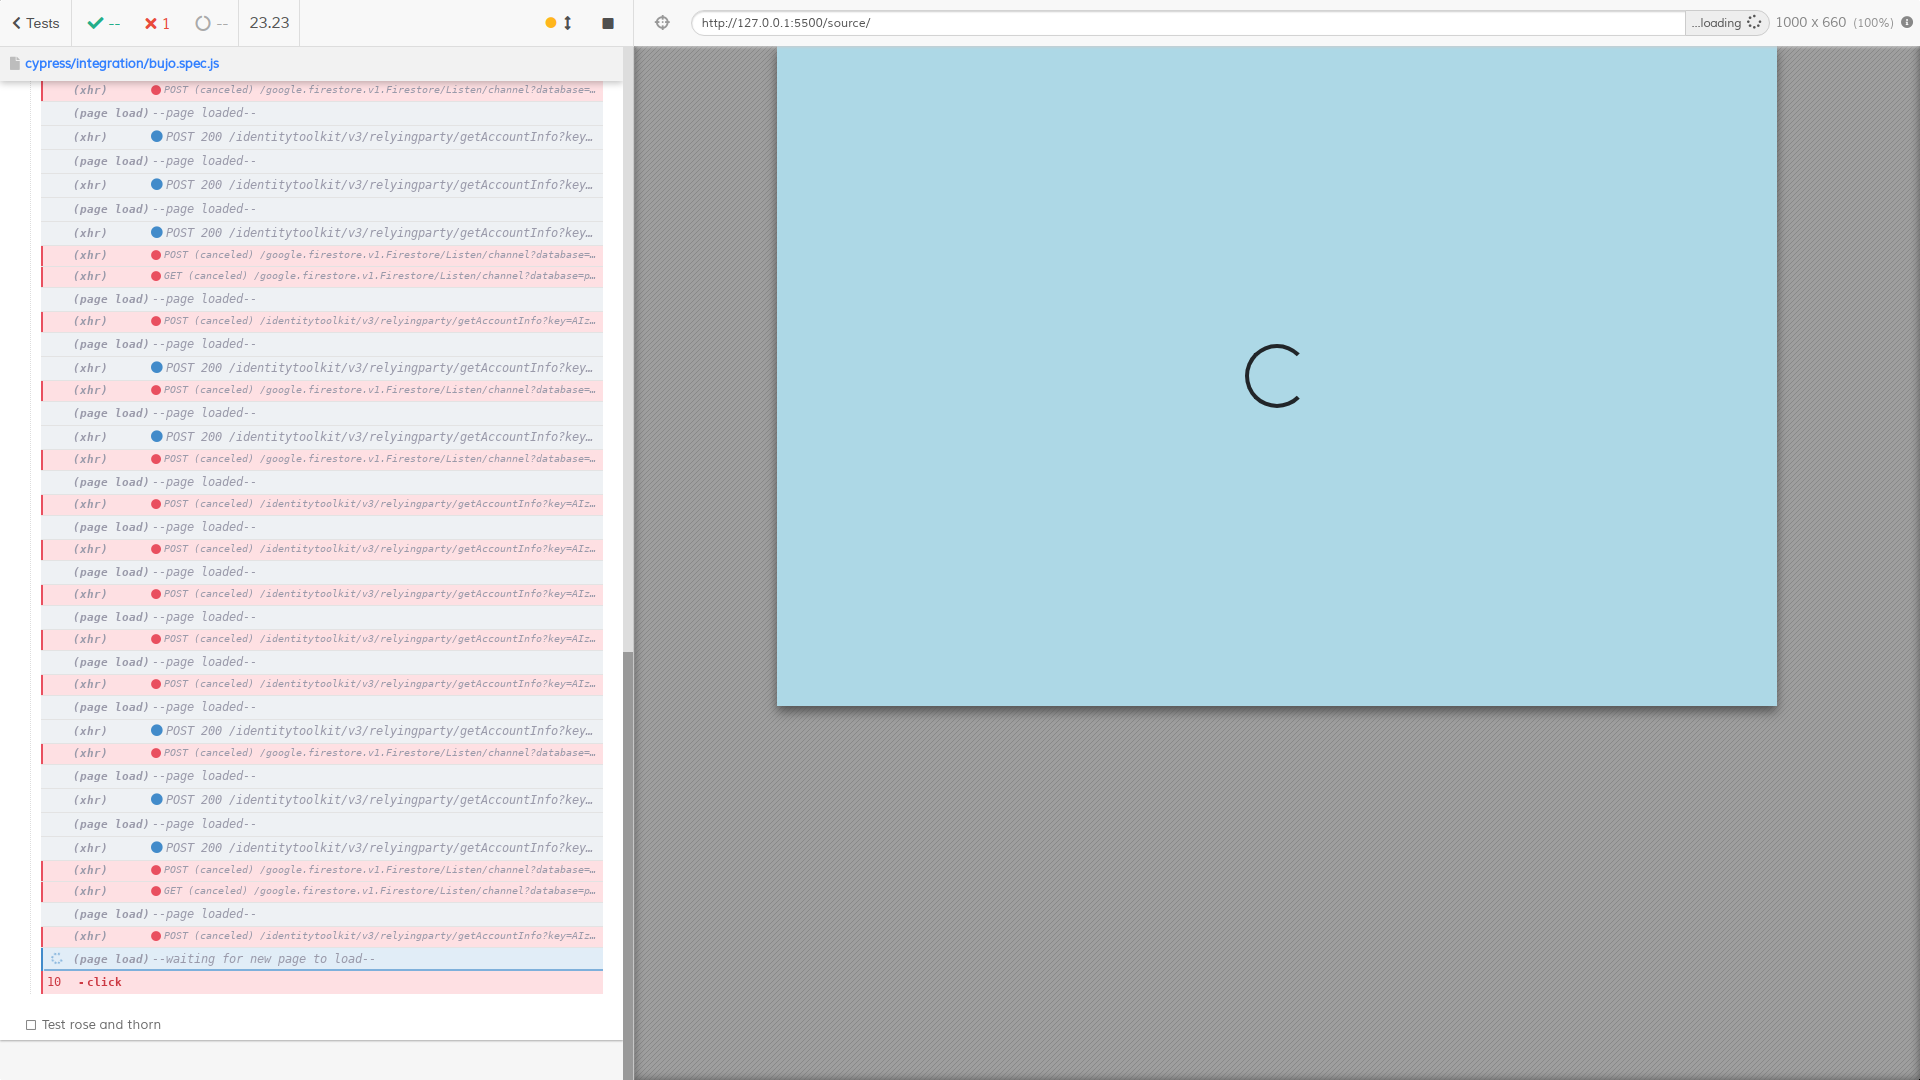 Tests -- 1 -- 23.23
http://127.0.0.1:5500/source/ ...loading 1000 x 660 (100%)
cypress/integration/bujo.spec.js
(xhr) POST (canceled) /google.firestore.v1.Firestore/Listen/channel?database=…
(page load) --page loaded--
(xhr) POST 200 /identitytoolkit/v3/relyingparty/getAccountInfo?key…
(page load) --page loaded--
(xhr) POST 200 /identitytoolkit/v3/relyingparty/getAccountInfo?key…
(page load) --page loaded--
(xhr) POST 200 /identitytoolkit/v3/relyingparty/getAccountInfo?key…
(xhr) POST (canceled) /google.firestore.v1.Firestore/Listen/channel?database=…
(xhr) GET (canceled) /google.firestore.v1.Firestore/Listen/channel?database=p…
(page load) --page loaded--
(xhr) POST (canceled) /identitytoolkit/v3/relyingparty/getAccountInfo?key=AIz…
(page load) --page loaded--
(xhr) POST 200 /identitytoolkit/v3/relyingparty/getAccountInfo?key…
(xhr) POST (canceled) /google.firestore.v1.Firestore/Listen/channel?database=…
(page load) --page loaded--
(xhr) POST 200 /identitytoolkit/v3/relyingparty/getAccountInfo?key…
(xhr) POST (canceled) /google.firestore.v1.Firestore/Listen/channel?database=…
(page load) --page loaded--
(xhr) POST (canceled) /identitytoolkit/v3/relyingparty/getAccountInfo?key=AIz…
(page load) --page loaded--
(xhr) POST (canceled) /identitytoolkit/v3/relyingparty/getAccountInfo?key=AIz…
(page load) --page loaded--
(xhr) POST (canceled) /identitytoolkit/v3/relyingparty/getAccountInfo?key=AIz…
(page load) --page loaded--
(xhr) POST (canceled) /identitytoolkit/v3/relyingparty/getAccountInfo?key=AIz…
(page load) --page loaded--
(xhr) POST (canceled) /identitytoolkit/v3/relyingparty/getAccountInfo?key=AIz…
(page load) --page loaded--
(xhr) POST 200 /identitytoolkit/v3/relyingparty/getAccountInfo?key…
(xhr) POST (canceled) /google.firestore.v1.Firestore/Listen/channel?database=…
(page load) --page loaded--
(xhr) POST 200 /identitytoolkit/v3/relyingparty/getAccountInfo?key…
(page load) --page loaded--
(xhr) POST 200 /identitytoolkit/v3/relyingparty/getAccountInfo?key…
(xhr) POST (canceled) /google.firestore.v1.Firestore/Listen/channel?database=…
(xhr) GET (canceled) /google.firestore.v1.Firestore/Listen/channel?database=p…
(page load) --page loaded--
(xhr) POST (canceled) /identitytoolkit/v3/relyingparty/getAccountInfo?key=AIz…
(page load) --waiting for new page to load--
10 -click
Test rose and thorn